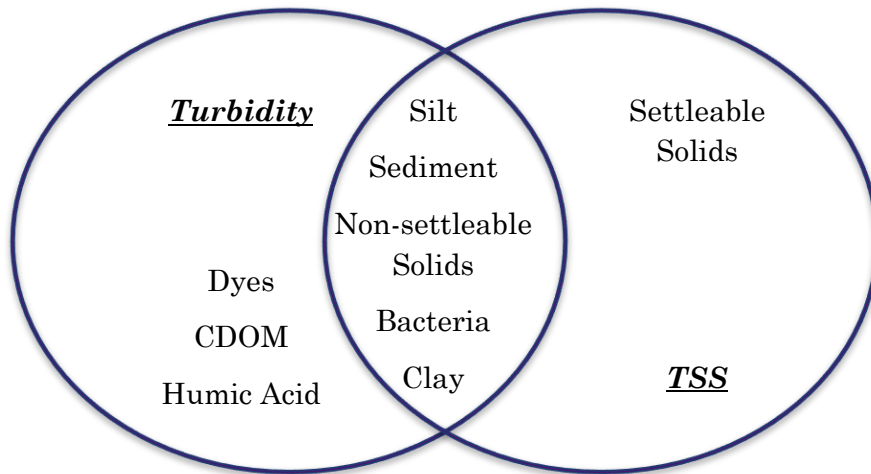 Turbidity
Dyes
CDOM
Humic Acid
Silt
Sediment
Non-settleable
Solids
Bacteria
Clay
Settleable
Solids
TSS